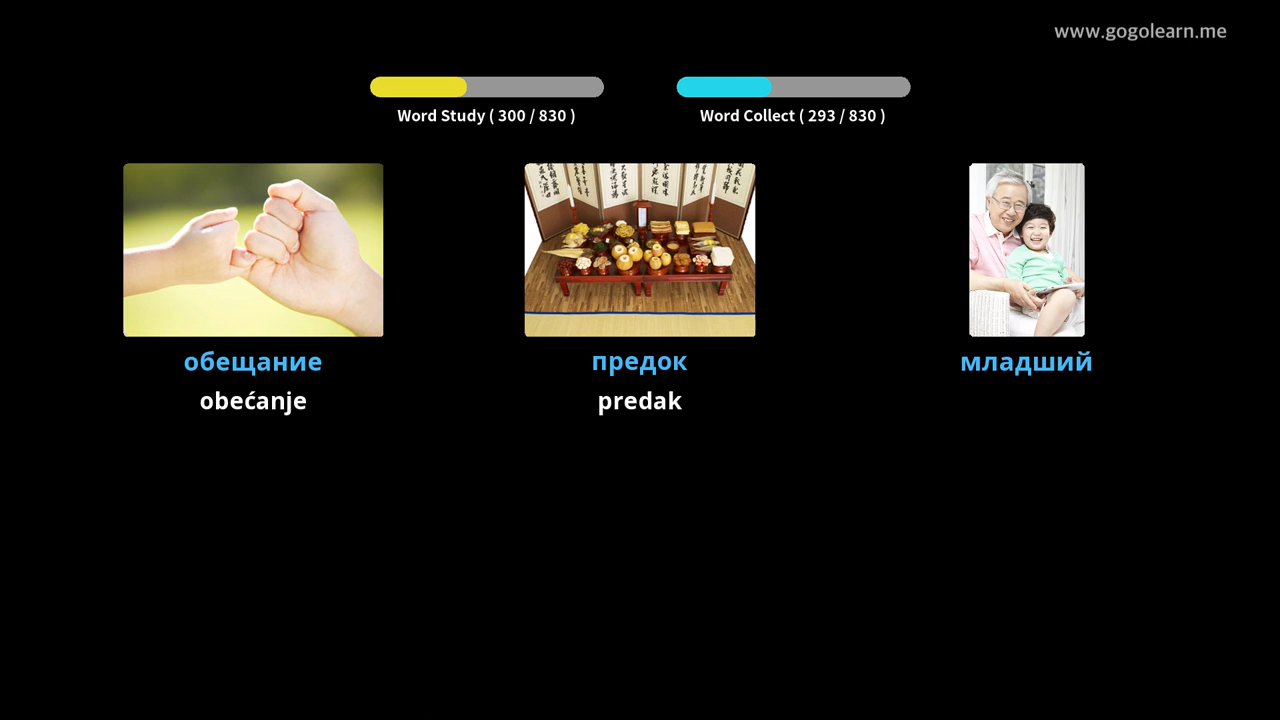 www.gogolearn.me
Word Study ( 300 / 830 )
Word Collect ( 293 / 830 )
обещание
предок
младший
obećanje
predak